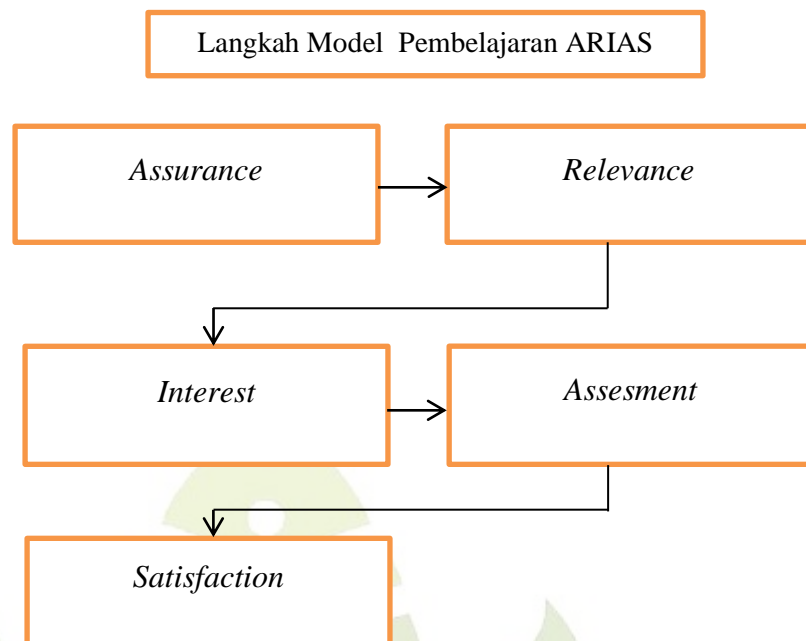 Langkah Model Pembelajaran ARIAS
Assurance
Relevance
Interest
Assesment
Satisfaction